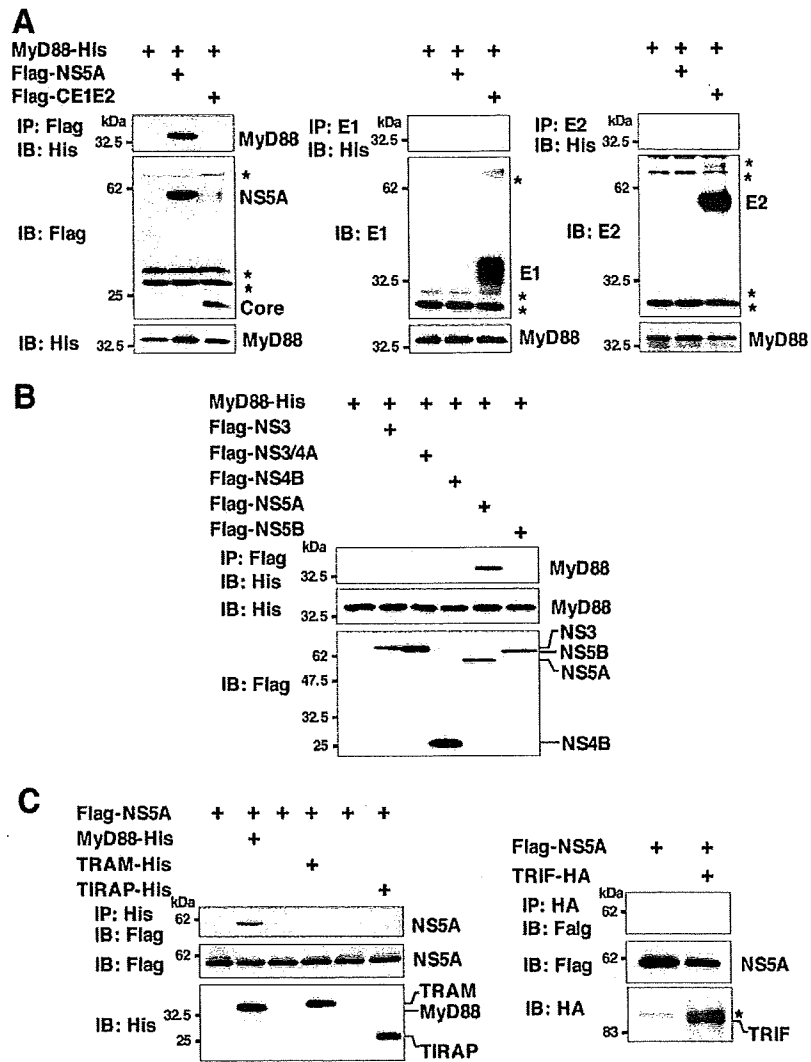 A
MyD88-His + + +
Flag-NS5A +
Flag-CE1E2 +
kDa
IP: Flag
IB: His
32.5
MyD88
62
*
NS5A
IB: Flag
*
*
25
Core
IB: His
32.5
MyD88
+ + +
+
+
kDa
IP: E1
IB: His
32.5
62
*
IB: E1
E1
32.5
*
*
32.5
MyD88
+ + +
+
+
kDa
IP: E2
IB: His
32.5
*
*
62
E2
IB: E2
32.5
*
*
32.5
MyD88
B
MyD88-His + + + + + +
Flag-NS3 +
Flag-NS3/4A +
Flag-NS4B +
Flag-NS5A +
Flag-NS5B +
kDa
IP: Flag
IB: His
32.5
MyD88
IB: His
32.5
MyD88
NS3
62
NS5B
NS5A
IB: Flag
47.5
32.5
25
NS4B
C
Flag-NS5A + + + + + +
MyD88-His +
TRAM-His +
TIRAP-His +
kDa
IP: His
IB: Flag
62
NS5A
IB: Flag
62
NS5A
TRAM
MyD88
IB: His
32.5
25
TIRAP
Flag-NS5A + +
TRIF-HA +
kDa
IP: HA
IB: Falg
62
IB: Flag
62
NS5A
IB: HA
*
83
TRIF